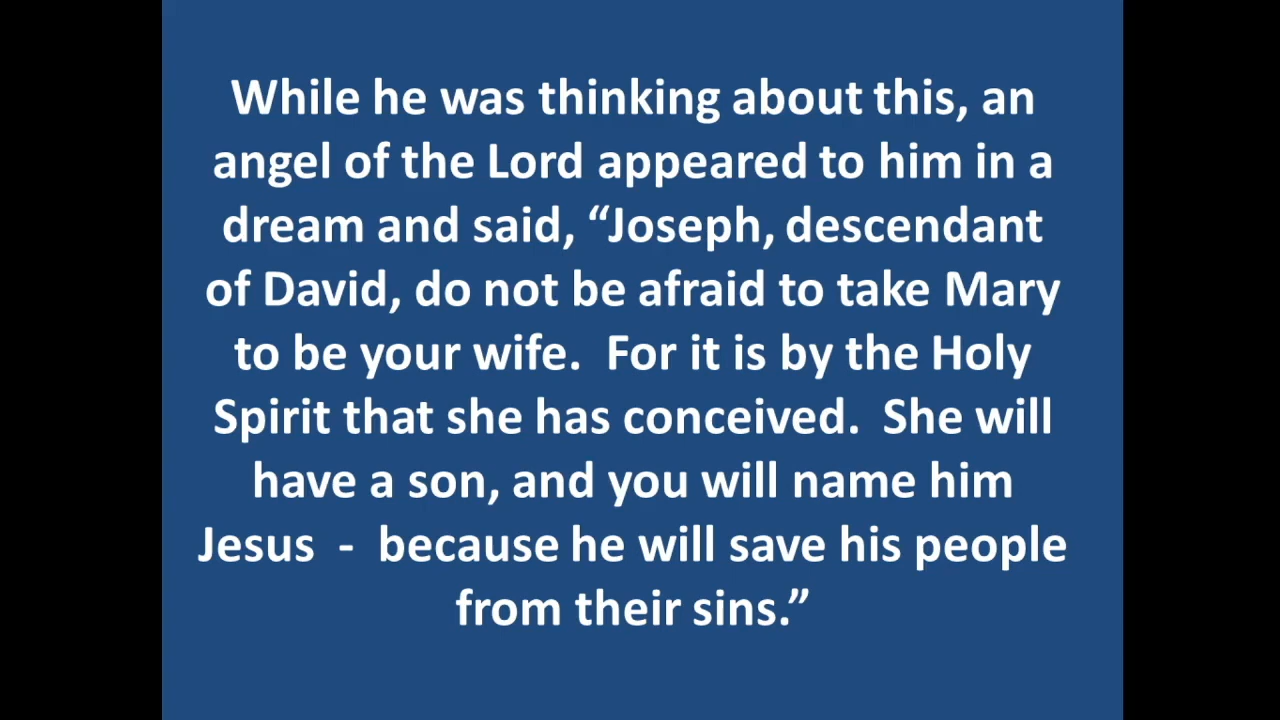 While he was thinking about this, an
angel of the Lord appeared to him in a
dream and said, “Joseph, descendant
of David, do not be afraid to take Mary
to be your wife.  For it is by the Holy
Spirit that she has conceived.  She will
have a son, and you will name him
Jesus  -  because he will save his people
from their sins.”